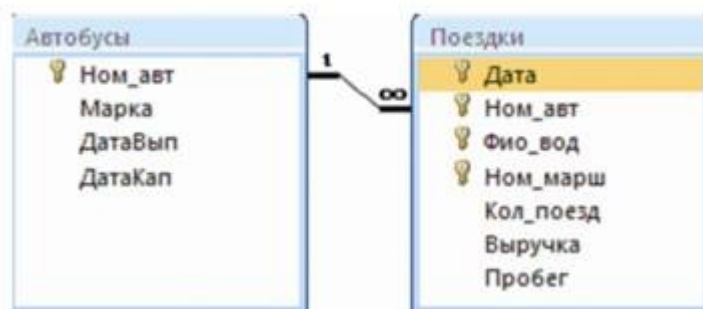 Автобусы
Ном_авт
Марка
ДатаВып
ДатаКап
1
∞
Поездки
Дата
Ном_авт
Фио_вод
Ном_марш
Кол_поезд
Выручка
Пробег